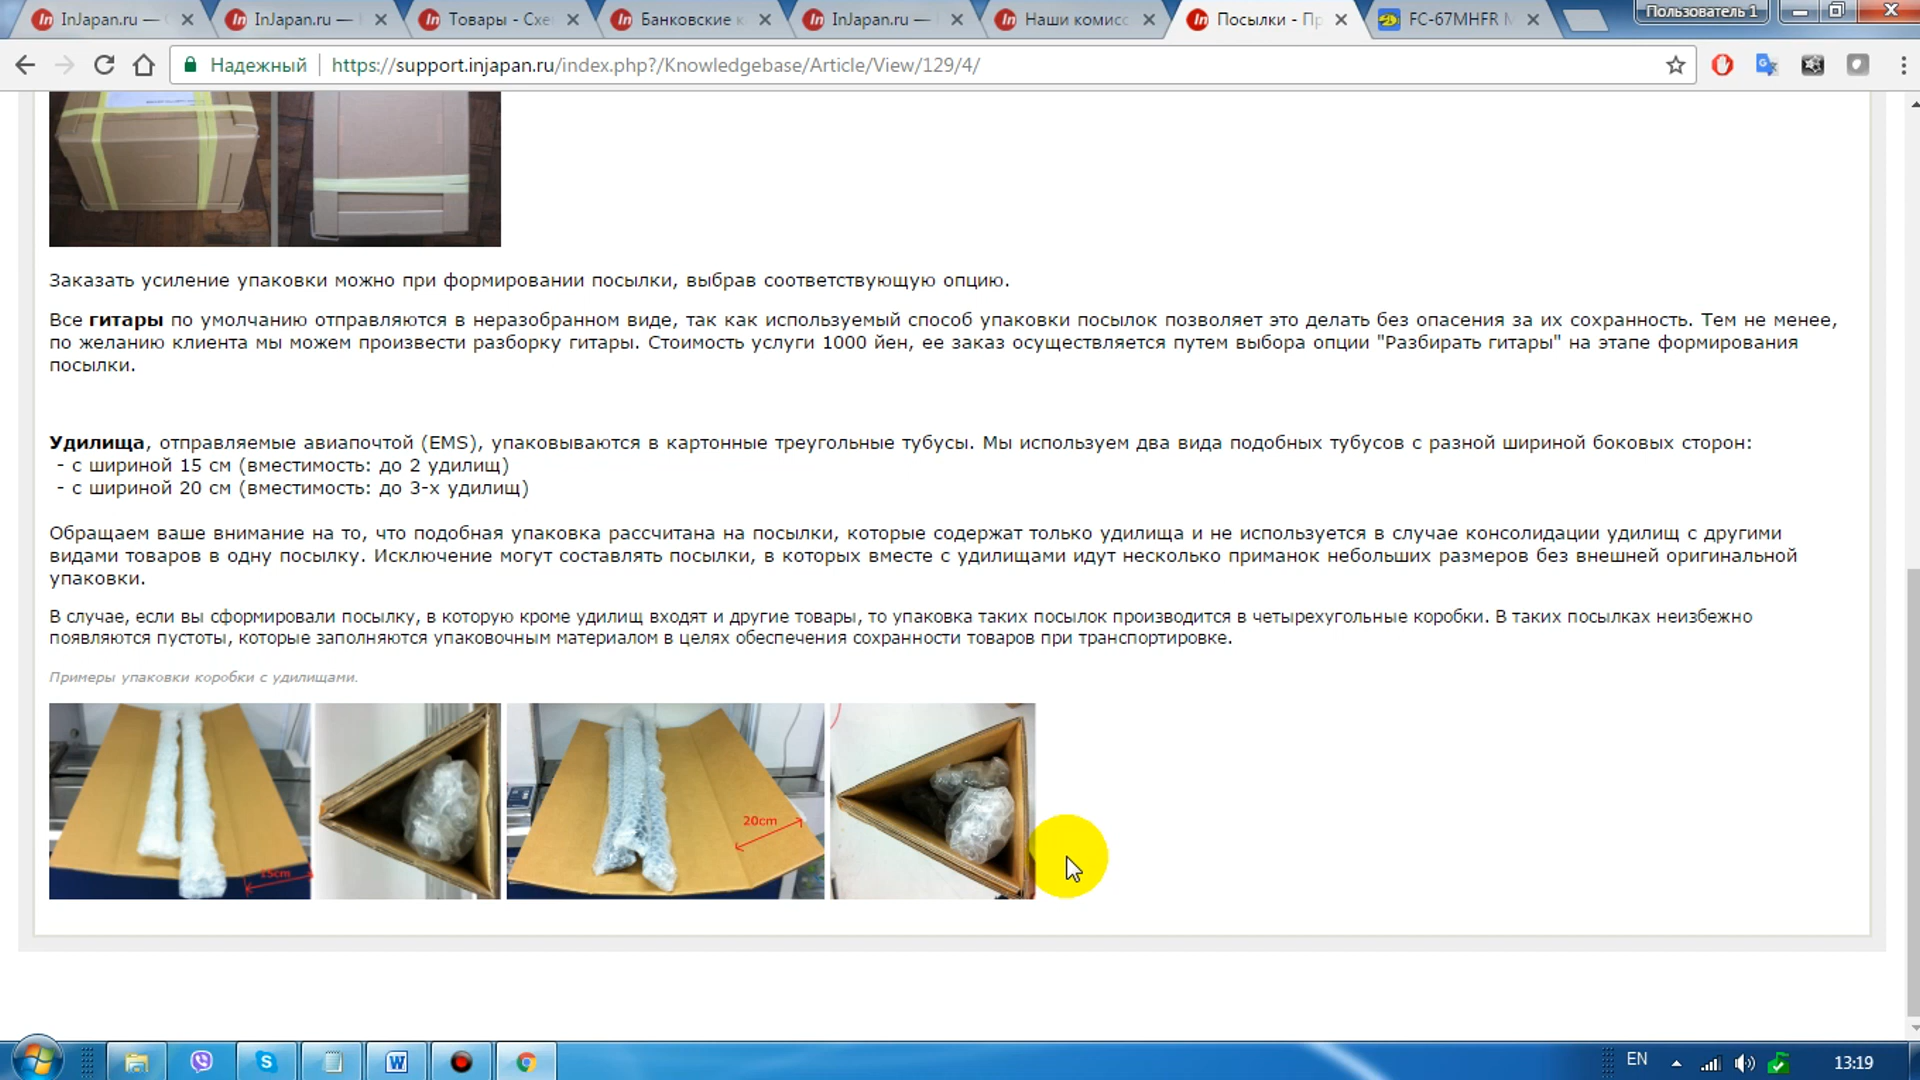 InJapan.ru —
InJapan.ru —
Товары - Схе
Банковские к
InJapan.ru —
Наши комисс
Посылки - Пр
FC-67MHFR M
Пользователь 1
Надежный
https://support.injapan.ru/index.php?/Knowledgebase/Article/View/129/4/
Заказать усиление упаковки можно при формировании посылки, выбрав соответствующую опцию.
Все гитары по умолчанию отправляются в неразобранном виде, так как используемый способ упаковки посылок позволяет это делать без опасения за их сохранность. Тем не менее,
по желанию клиента мы можем произвести разборку гитары. Стоимость услуги 1000 йен, ее заказ осуществляется путем выбора опции "Разбирать гитары" на этапе формирования
посылки.
Удилища, отправляемые авиапочтой (EMS), упаковываются в картонные треугольные тубусы. Мы используем два вида подобных тубусов с разной шириной боковых сторон:
- с шириной 15 см (вместимость: до 2 удилищ)
- с шириной 20 см (вместимость: до 3-х удилищ)
Обращаем ваше внимание на то, что подобная упаковка рассчитана на посылки, которые содержат только удилища и не используется в случае консолидации удилищ с другими
видами товаров в одну посылку. Исключение могут составлять посылки, в которых вместе с удилищами идут несколько приманок небольших размеров без внешней оригинальной
упаковки.
В случае, если вы сформировали посылку, в которую кроме удилищ входят и другие товары, то упаковка таких посылок производится в четырехугольные коробки. В таких посылках неизбежно
появляются пустоты, которые заполняются упаковочным материалом в целях обеспечения сохранности товаров при транспортировке.
Примеры упаковки коробки с удилищами.
15cm
20cm
EN
13:19